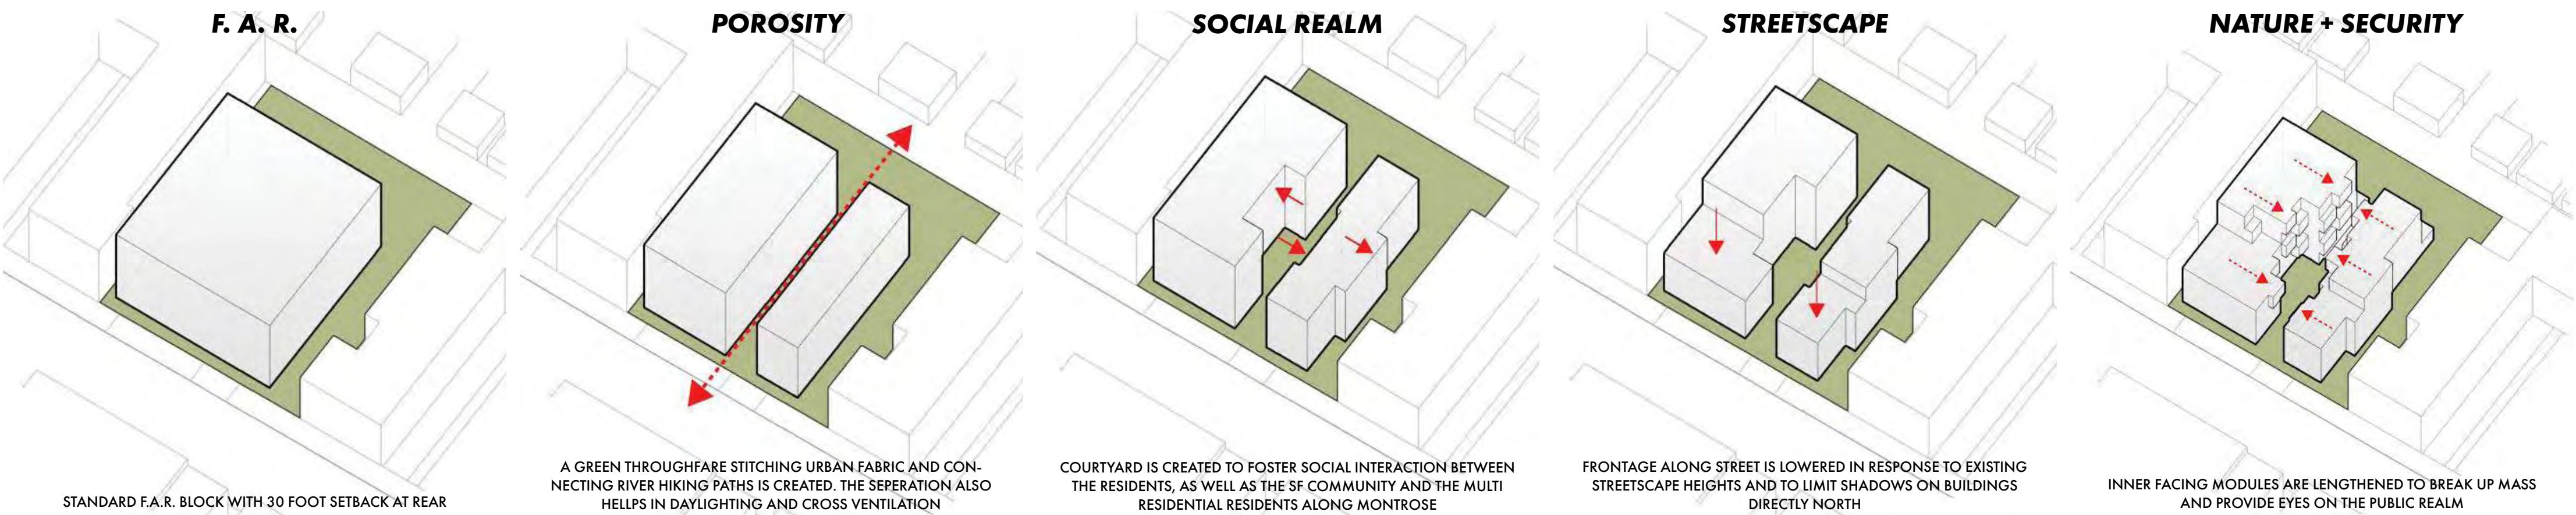 F. A. R.
STANDARD F.A.R. BLOCK WITH 30 FOOT SETBACK AT REAR
POROSITY
A GREEN THROUGHFARE STITCHING URBAN FABRIC AND CON-
NECTING RIVER HIKING PATHS IS CREATED. THE SEPERATION ALSO
HELLPS IN DAYLIGHTING AND CROSS VENTILATION
SOCIAL REALM
COURTYARD IS CREATED TO FOSTER SOCIAL INTERACTION BETWEEN
THE RESIDENTS, AS WELL AS THE SF COMMUNITY AND THE MULTI
RESIDENTIAL RESIDENTS ALONG MONTROSE
STREETSCAPE
FRONTAGE ALONG STREET IS LOWERED IN RESPONSE TO EXISTING
STREETSCAPE HEIGHTS AND TO LIMIT SHADOWS ON BUILDINGS
DIRECTLY NORTH
NATURE + SECURITY
INNER FACING MODULES ARE LENGTHENED TO BREAK UP MASS
AND PROVIDE EYES ON THE PUBLIC REALM